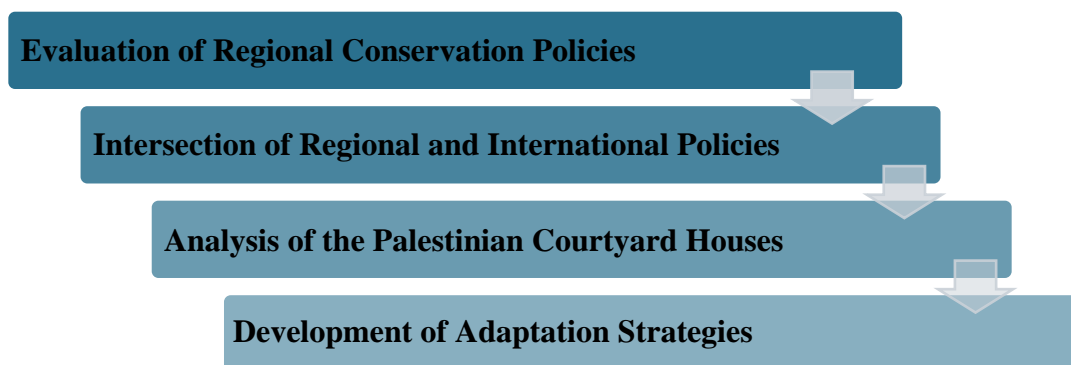 Evaluation of Regional Conservation Policies
Intersection of Regional and International Policies
Analysis of the Palestinian Courtyard Houses
Development of Adaptation Strategies